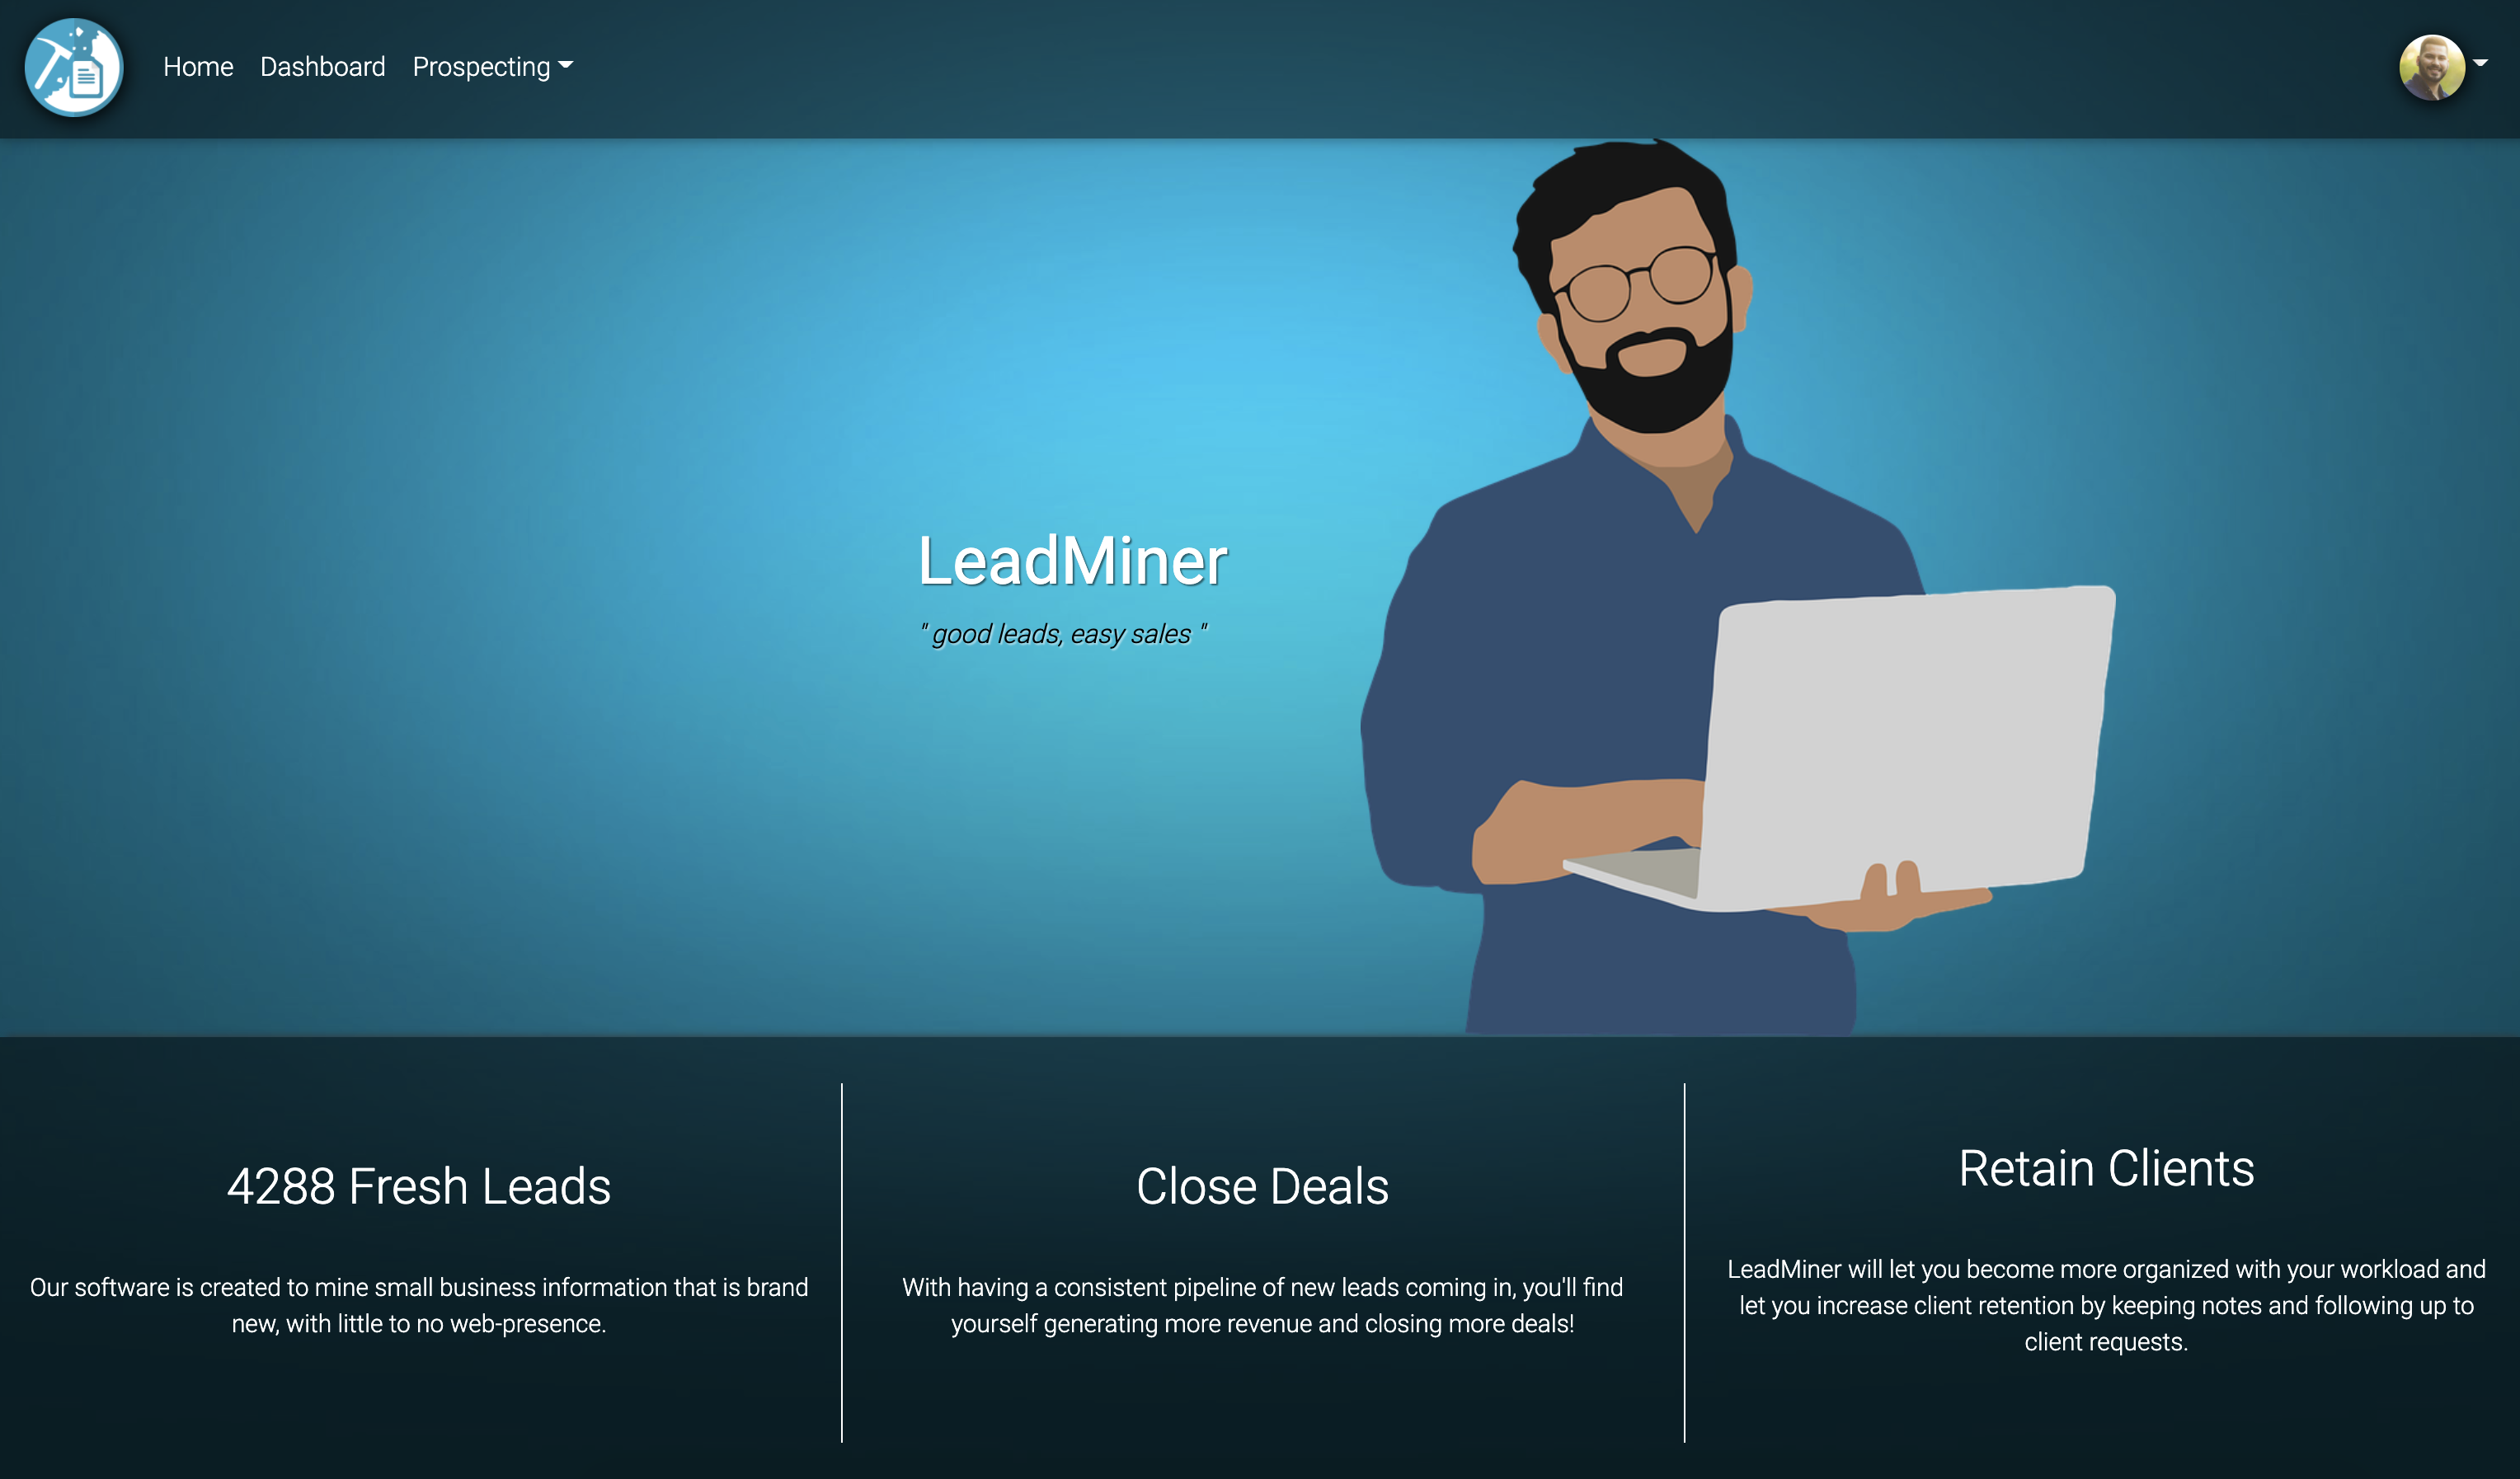 Home Dashboard Prospecting
LeadMiner
" good leads, easy sales "
4288 Fresh Leads
Our software is created to mine small business information that is brand
new, with little to no web-presence.
Close Deals
With having a consistent pipeline of new leads coming in, you'll find
yourself generating more revenue and closing more deals!
Retain Clients
LeadMiner will let you become more organized with your workload and
let you increase client retention by keeping notes and following up to
client requests.